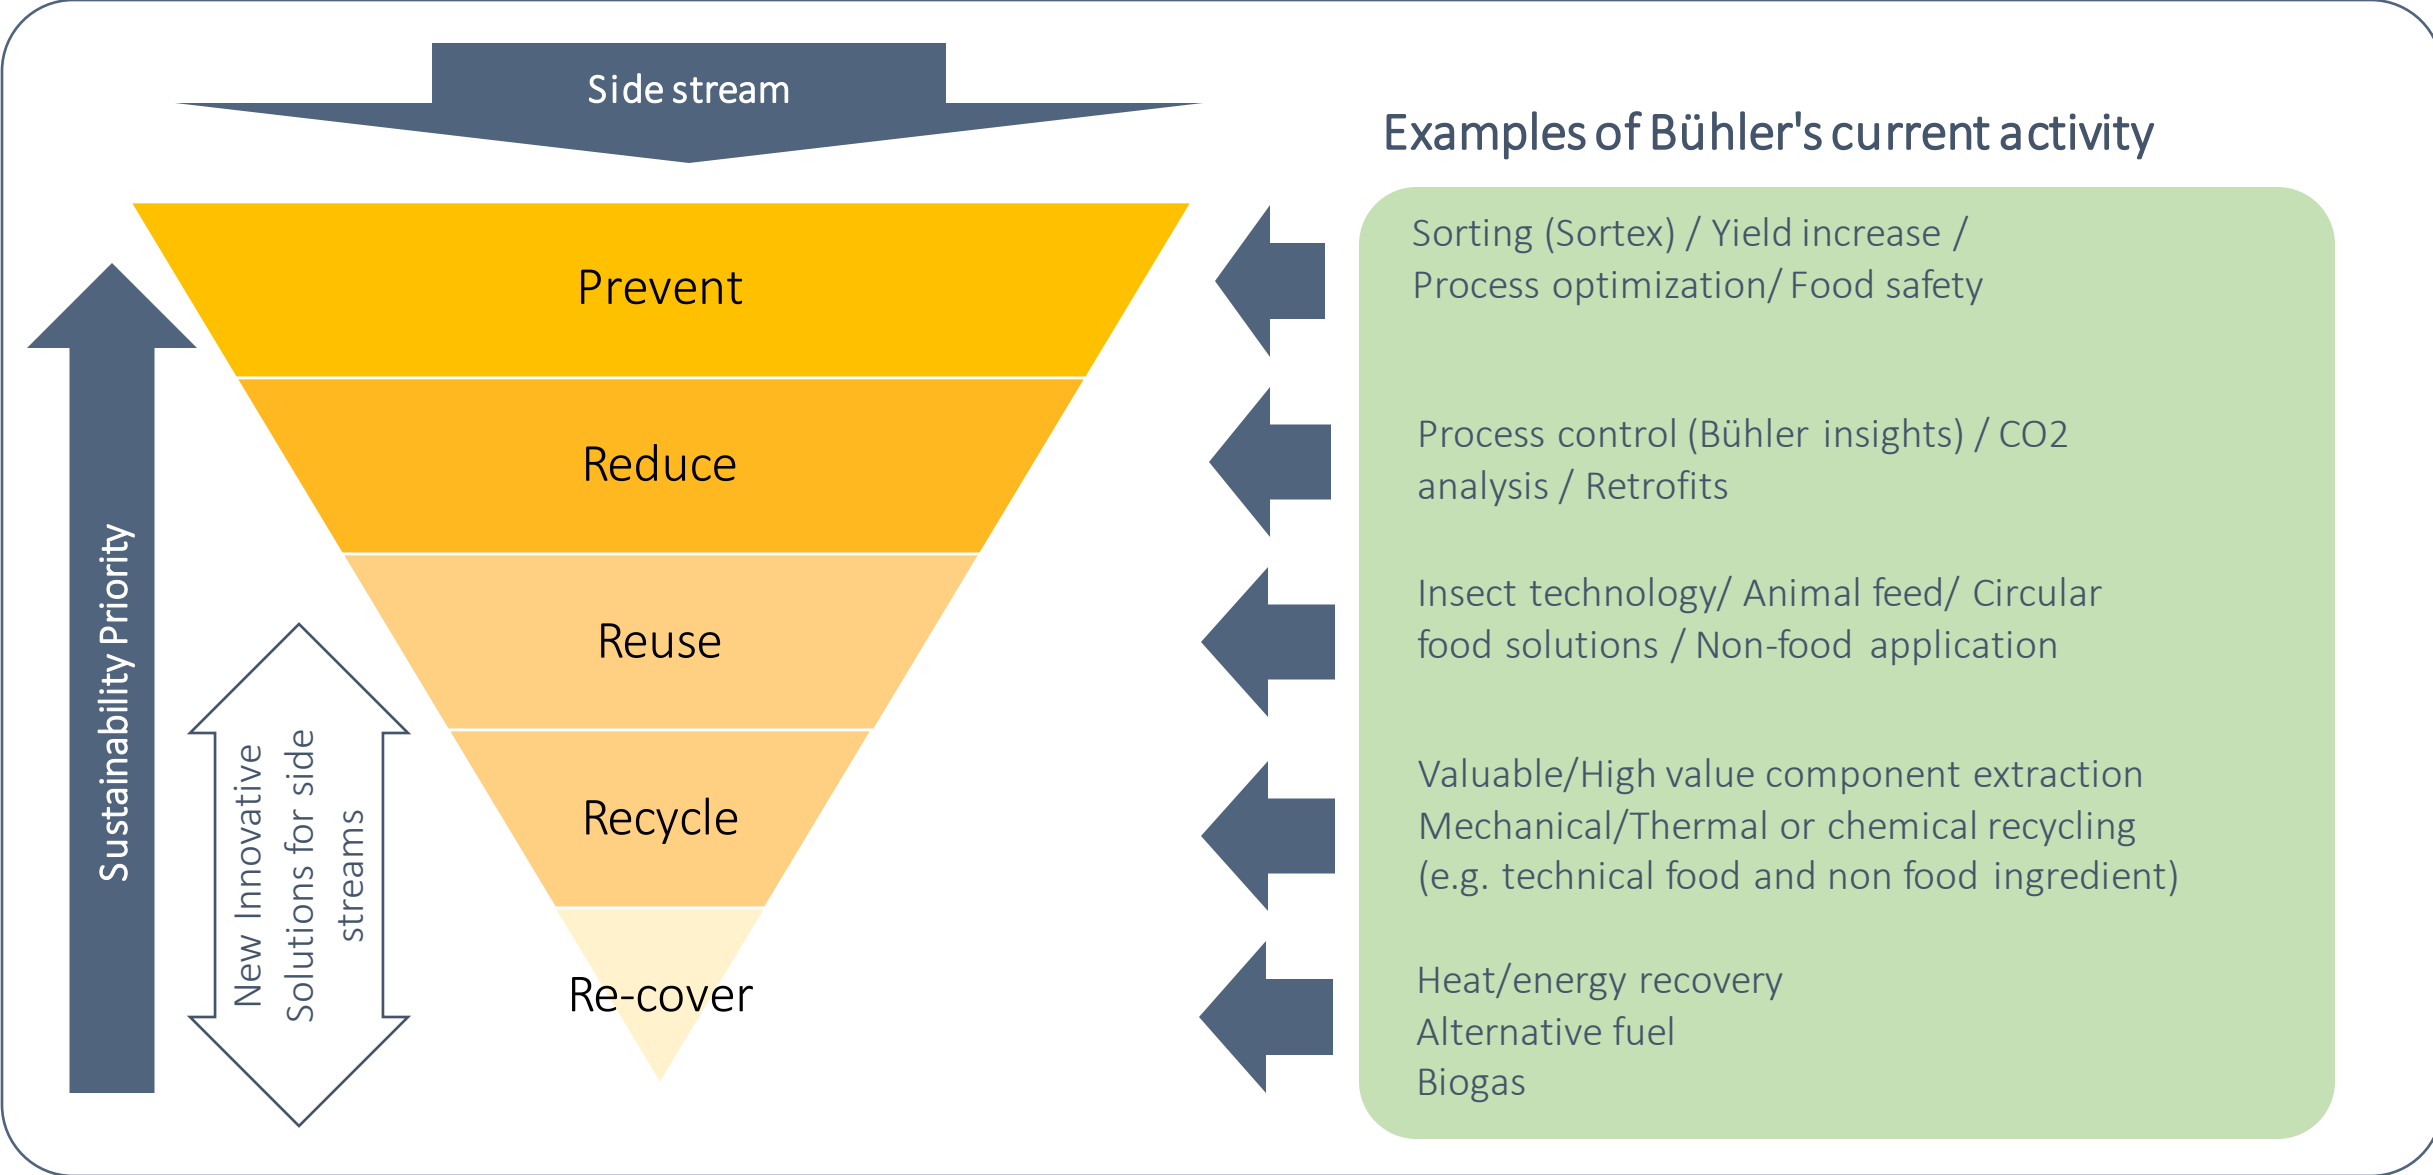 Side stream
Examples of Bühler's current activity
Prevent
Reduce
Reuse
Recycle
Re-cover
Sustainability Priority
New Innovative
Solutions for side
streams
Sorting (Sortex) / Yield increase /
Process optimization/ Food safety
Process control (Bühler insights) / CO2
analysis / Retrofits
Insect technology/ Animal feed/ Circular
food solutions / Non-food application
Valuable/High value component extraction
Mechanical/Thermal or chemical recycling
(e.g. technical food and non food ingredient)
Heat/energy recovery
Alternative fuel
Biogas